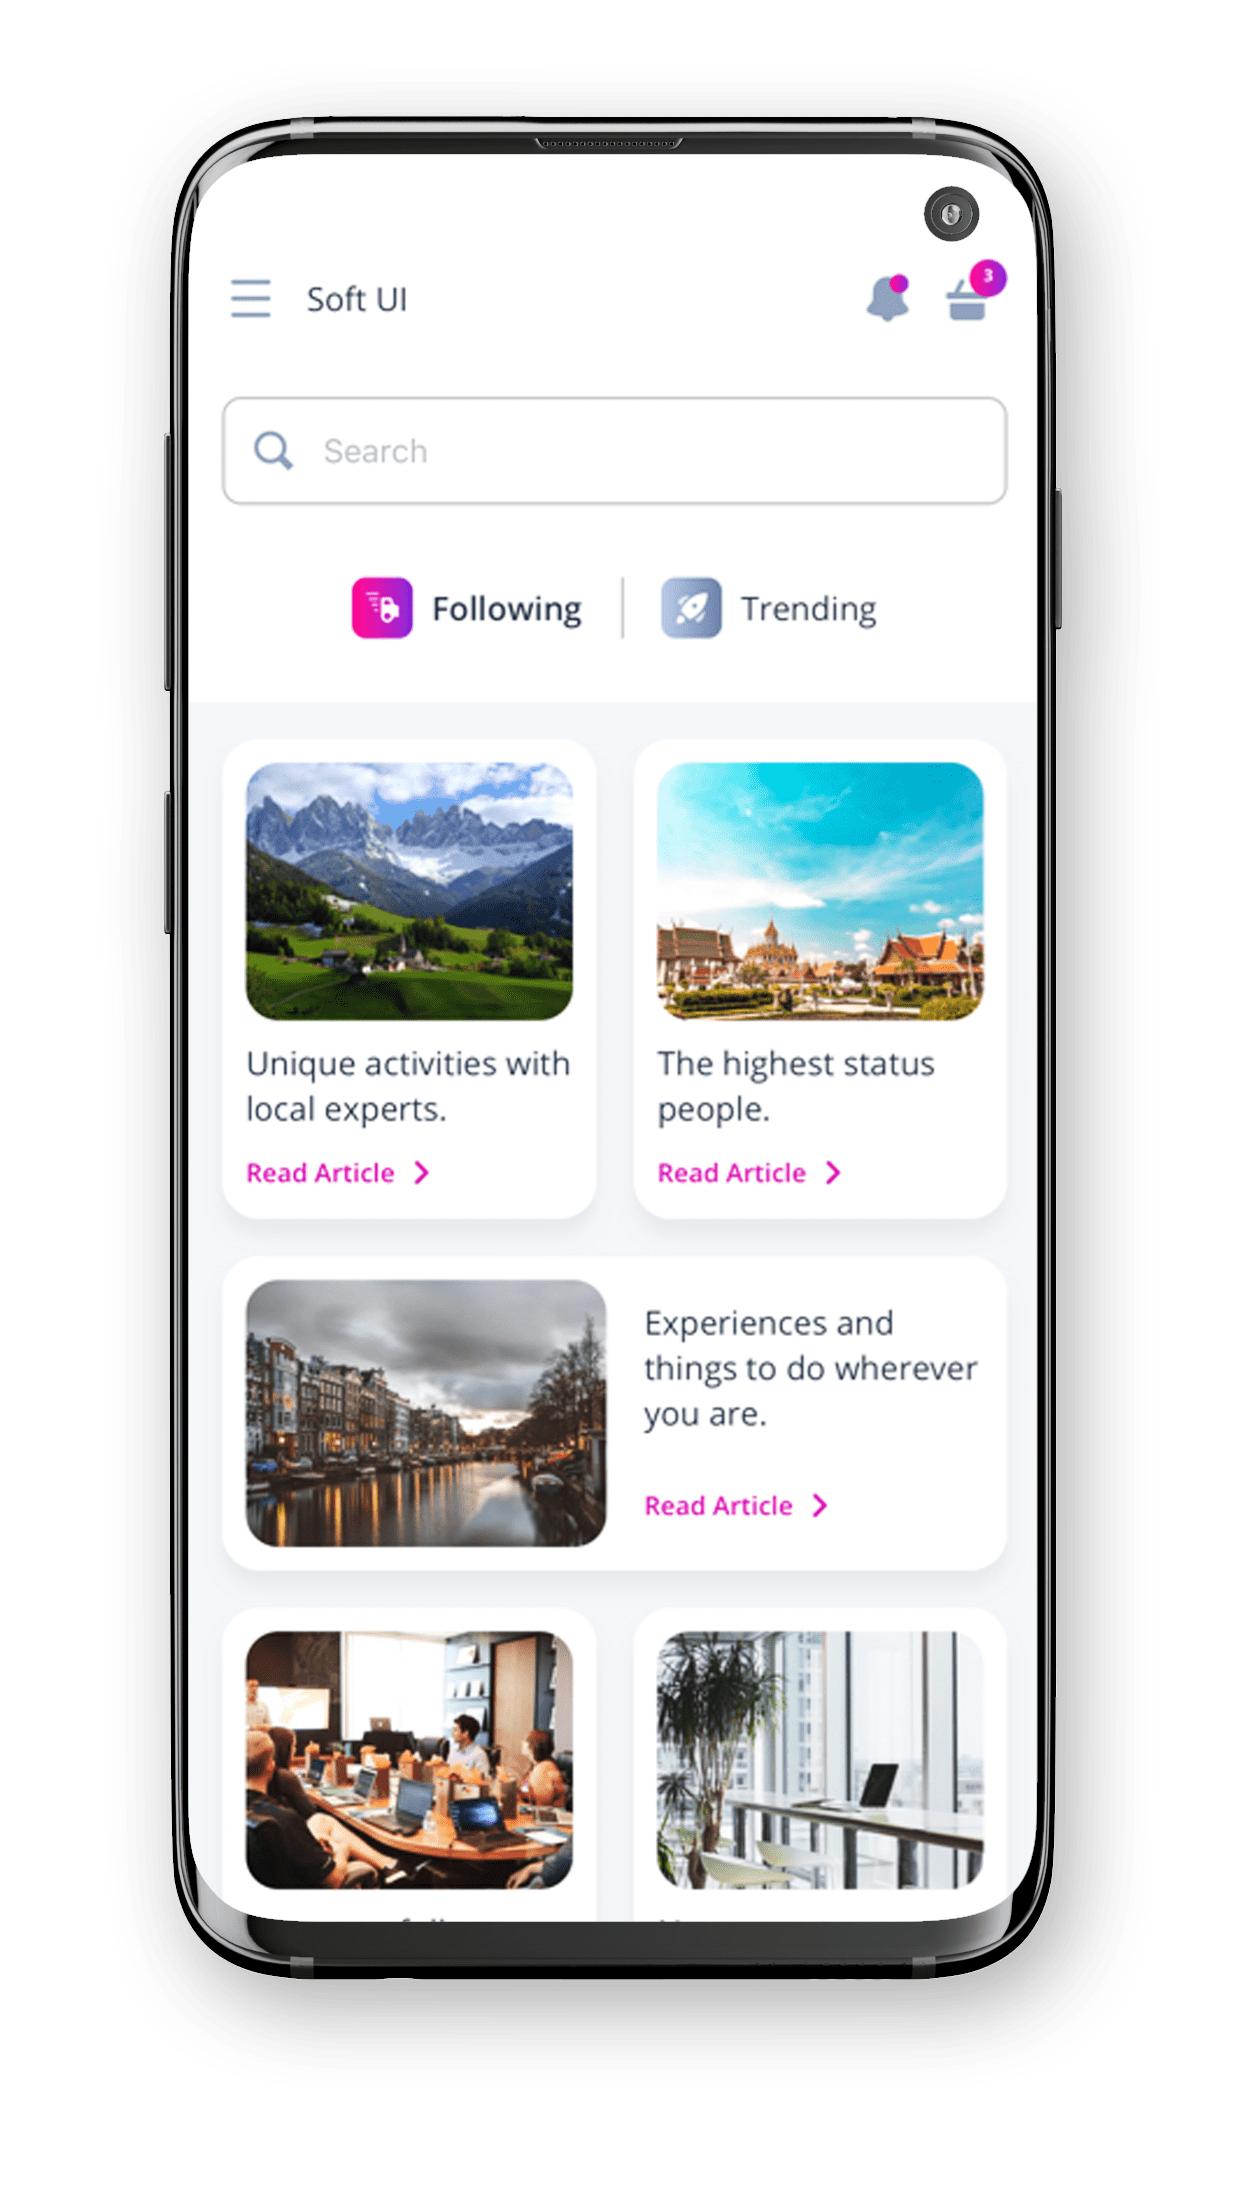 Soft UI
3
Search
Following
Trending
Unique activities with
local experts.
Read Article
The highest status
people.
Read Article
Experiences and
things to do wherever
you are.
Read Article